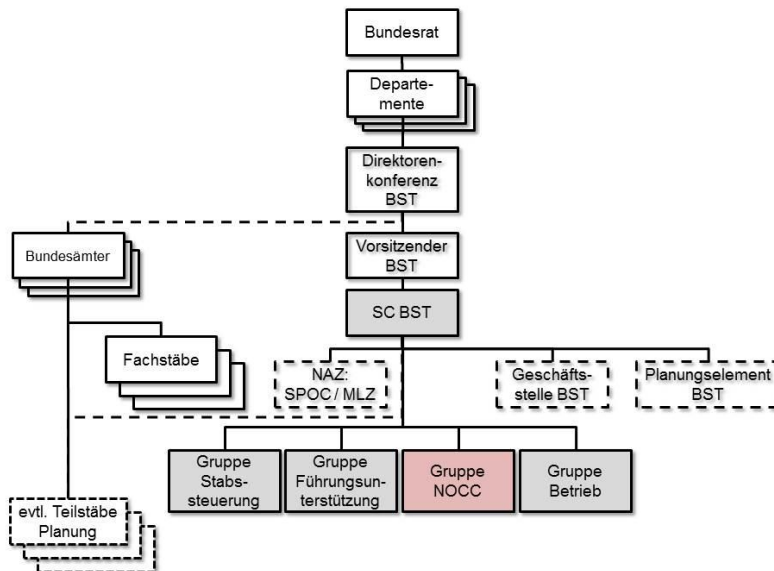 Bundesrat
Departe-
mente
Direktoren-
konferenz
BST
Bundesämter
Vorsitzender
BST
SC BST
Fachstäbe
NAZ:
SPOC / MLZ
Geschäfts-
stelle BST
Planungselement
BST
Gruppe
Stabs-
steuerung
Gruppe
Führungsun-
terstützung
Gruppe
NOCC
Gruppe
Betrieb
evtl. Teilstäbe
Planung